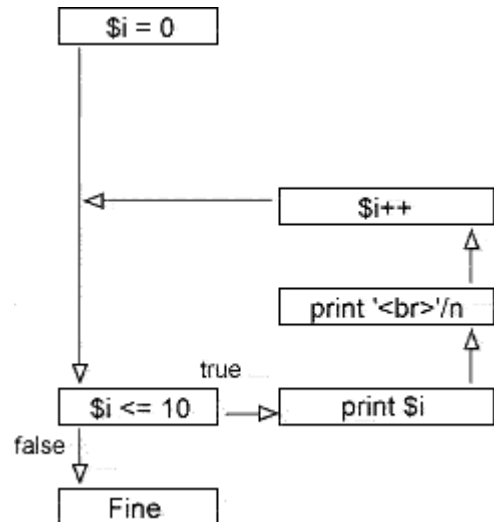 $i = 0
$i++
print '<br>'/n
true
$i <= 10
print $i
false
Fine